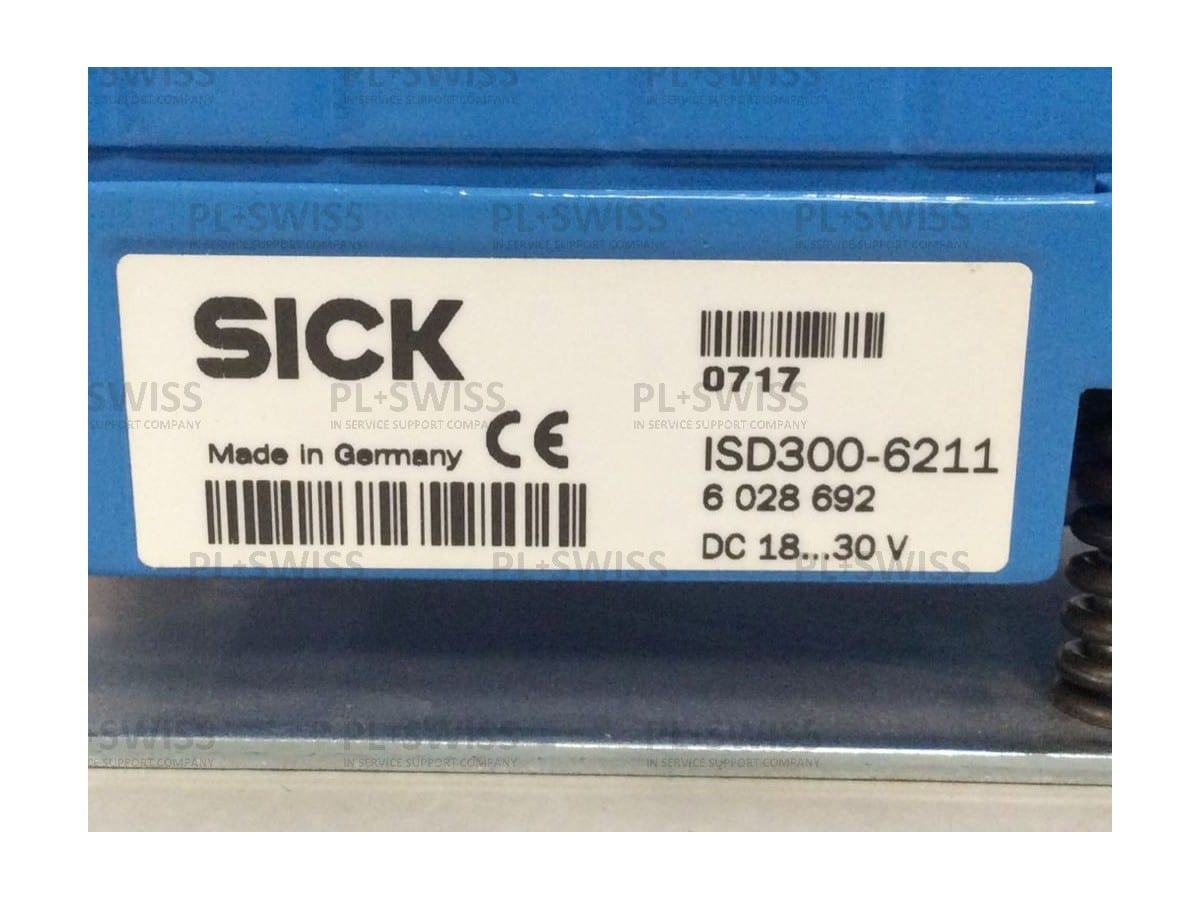 SICK
Made in Germany CE
0717
ISD300-6211
6 028 692
DC 18...30 V
PL+SWISS
IN SERVICE SUPPORT COMPANY